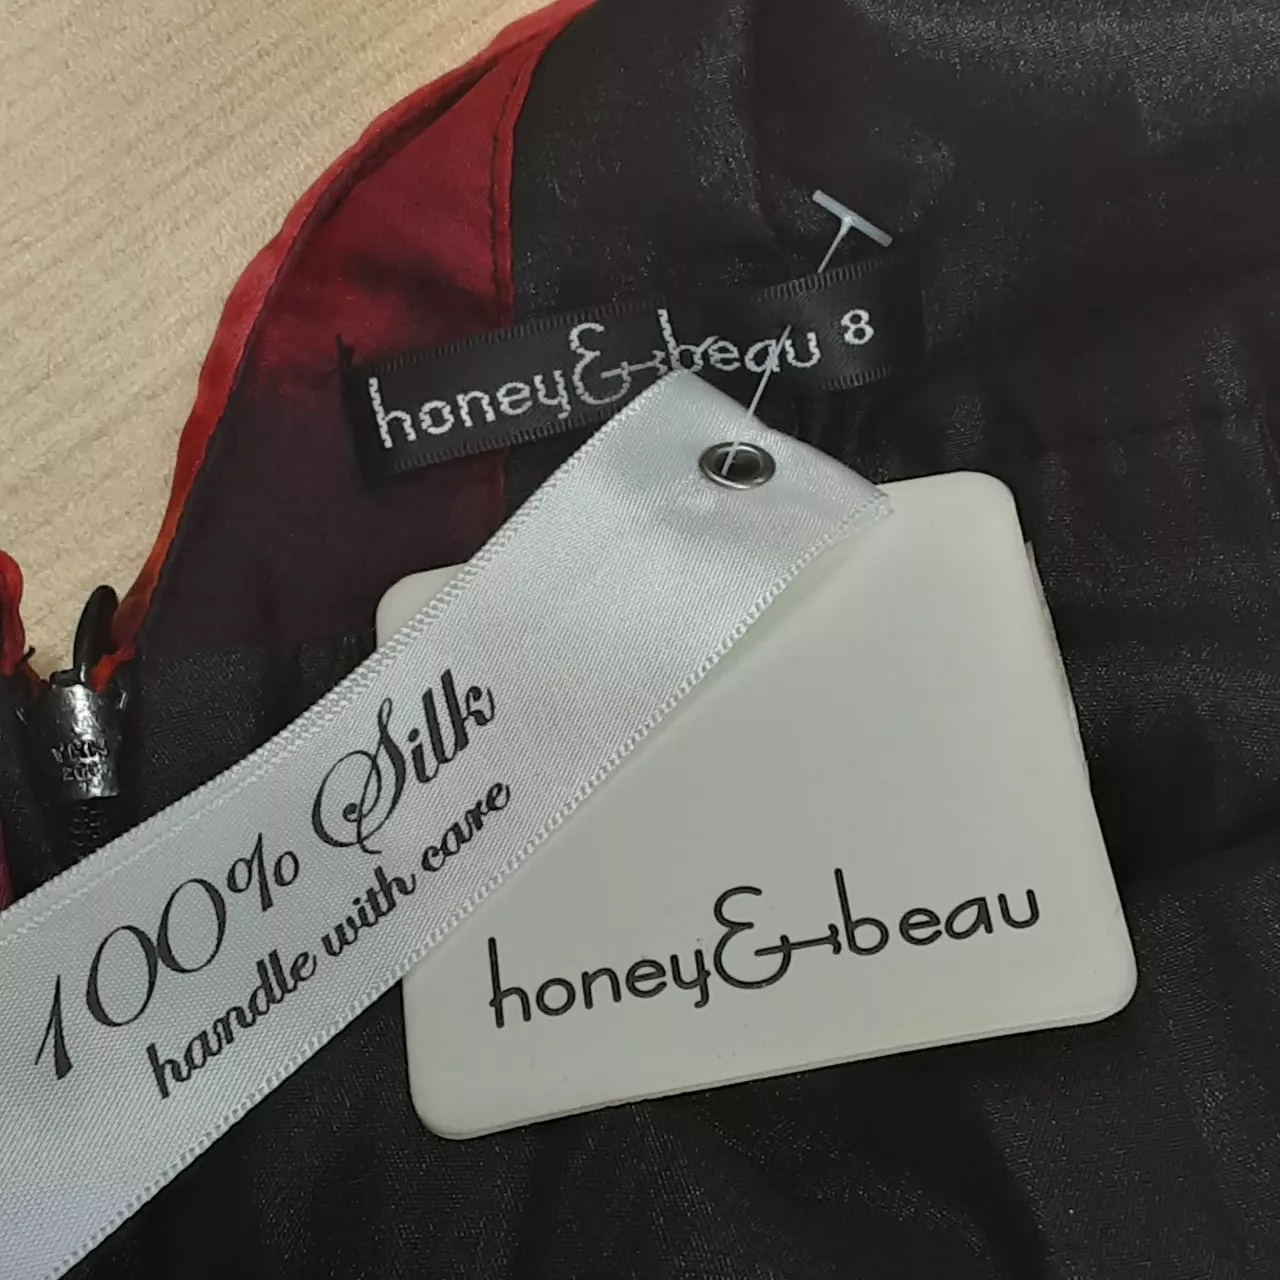 honey & beau 8
100% Silk
handle with care
honey & beau